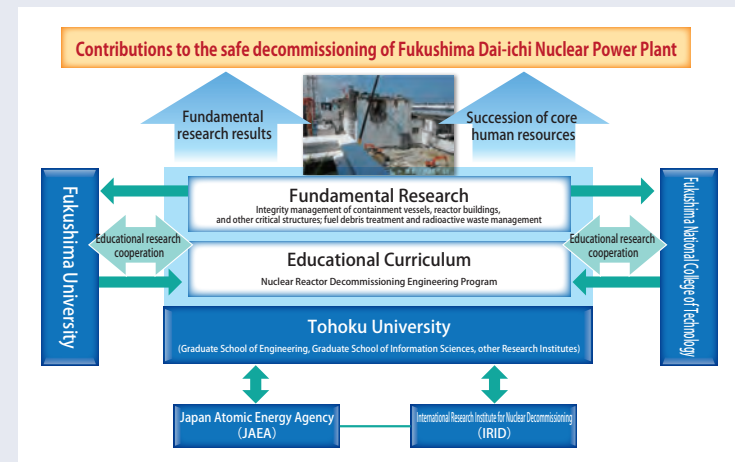 Contributions to the safe decommissioning of Fukushima Dai-ichi Nuclear Power Plant
Fundamental
research results
Succession of core
human resources
Fukushima University
Fukushima National College of Technology
Fundamental Research
Integrity management of containment vessels, reactor buildings,
and other critical structures; fuel debris treatment and radioactive waste management
Educational research
cooperation
Educational research
cooperation
Educational Curriculum
Nuclear Reactor Decommissioning Engineering Program
Tohoku University
(Graduate School of Engineering, Graduate School of Information Sciences, other Research Institutes)
Japan Atomic Energy Agency
(JAEA)
International Research Institute for Nuclear Decommissioning
(IRID)